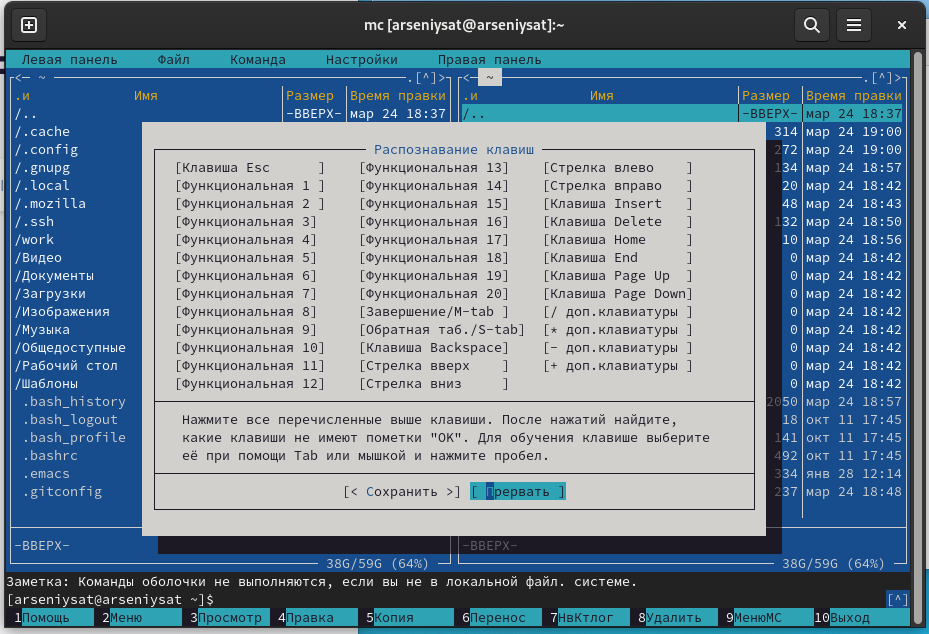 mc [arseniysat@arseniysat]:~
Левая панель Файл Команда Настройки Правая панель
<─ ~ .[^]> <─ ~ .[^]>
.и Имя Размер Время правки .и Имя Размер Время правки
/.. -ВВЕРХ- мар 24 18:37 /.. -ВВЕРХ- мар 24 18:37
/.cache 314 мар 24 19:00
Распознавание клавиш
/.config 272 мар 24 19:00
/.gnupg [Клавиша Esc ] [Функциональная 13] [Стрелка влево ] 134 мар 24 18:57
/.local [Функциональная 1 ] [Функциональная 14] [Стрелка вправо ] 20 мар 24 18:42
/.mozilla [Функциональная 2 ] [Функциональная 15] [Клавиша Insert ] 48 мар 24 18:43
/.ssh [Функциональная 3] [Функциональная 16] [Клавиша Delete ] 132 мар 24 18:50
/work [Функциональная 4] [Функциональная 17] [Клавиша Home ] 10 мар 24 18:56
/Видео [Функциональная 5] [Функциональная 18] [Клавиша End ] 0 мар 24 18:42
/Документы [Функциональная 6] [Функциональная 19] [Клавиша Page Up ] 0 мар 24 18:42
/Загрузки [Функциональная 7] [Функциональная 20] [Клавиша Page Down] 0 мар 24 18:42
/Изображения [Функциональная 8] [Завершение/M-tab ] [/ доп.клавиатуры ] 0 мар 24 18:42
/Музыка [Функциональная 9] [Обратная таб./S-tab] [* доп.клавиатуры ] 0 мар 24 18:42
/Общедоступные [Функциональная 10] [Клавиша Backspace] [- доп.клавиатуры ] 0 мар 24 18:42
/Рабочий стол [Функциональная 11] [Стрелка вверх ] [+ доп.клавиатуры ] 0 мар 24 18:42
/Шаблоны [Функциональная 12] [Стрелка вниз ] 0 мар 24 18:42
.bash_history 2050 мар 24 18:57
.bash_logout Нажмите все перечисленные выше клавиши. После нажатий найдите, 18 окт 11 17:45
.bash_profile какие клавиши не имеют пометки "OK". Для обучения клавише выберите 141 окт 11 17:45
.bashrc её при помощи Tab или мышкой и нажмите пробел. 492 окт 11 17:45
.emacs 334 янв 28 12:14
.gitconfig [< Сохранить >] [ Прервать ] 237 мар 24 18:48
-ВВЕРХ- -ВВЕРХ-
38G/59G (64%) 38G/59G (64%)
Заметка: Команды оболочки не выполняются, если вы не в локальной файл. системе.
[arseniysat@arseniysat ~]$ [^]
1Помощь 2Меню 3Просмотр 4Правка 5Копия 6Перенос 7НвКтлог 8Удалить 9МенюMC 10Выход